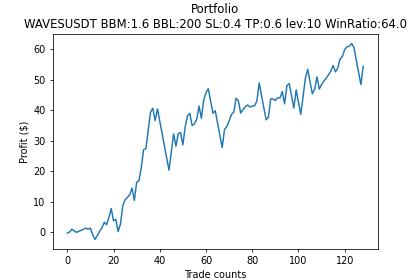 Portfolio
WAVESUSDT BBM:1.6 BBL:200 SL:0.4 TP:0.6 lev:10 WinRatio:64.0
60
50
40
30
20
10
0
Profit ($)
0 20 40 60 80 100 120
Trade counts